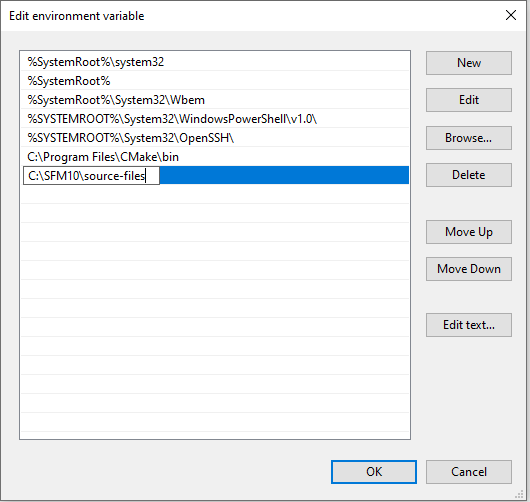 Edit environment variable
%SystemRoot%\system32
%SystemRoot%
%SystemRoot%\System32\Wbem
%SYSTEMROOT%\System32\WindowsPowerShell\v1.0\
%SYSTEMROOT%\System32\OpenSSH\
C:\Program Files\CMake\bin
C:\SFM10\source-files
New
Edit
Browse...
Delete
Move Up
Move Down
Edit text...
OK
Cancel